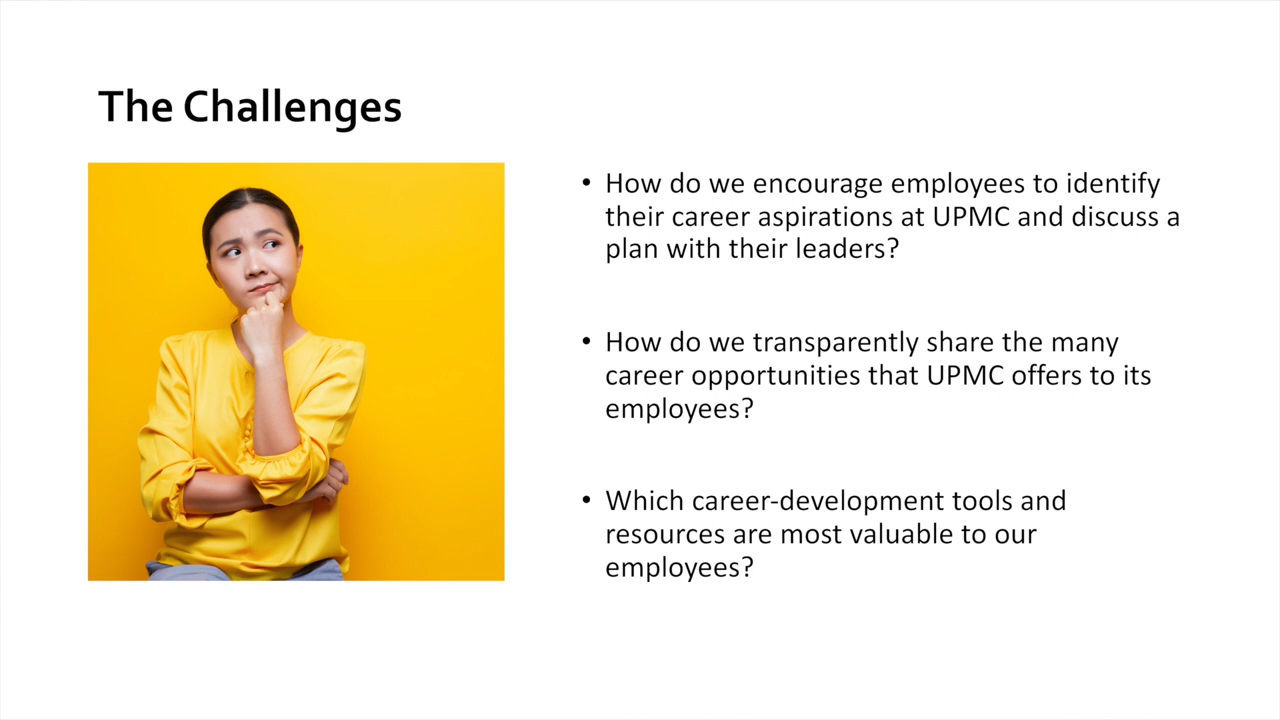 The Challenges
• How do we encourage employees to identify
their career aspirations at UPMC and discuss a
plan with their leaders?
• How do we transparently share the many
career opportunities that UPMC offers to its
employees?
• Which career-development tools and
resources are most valuable to our
employees?